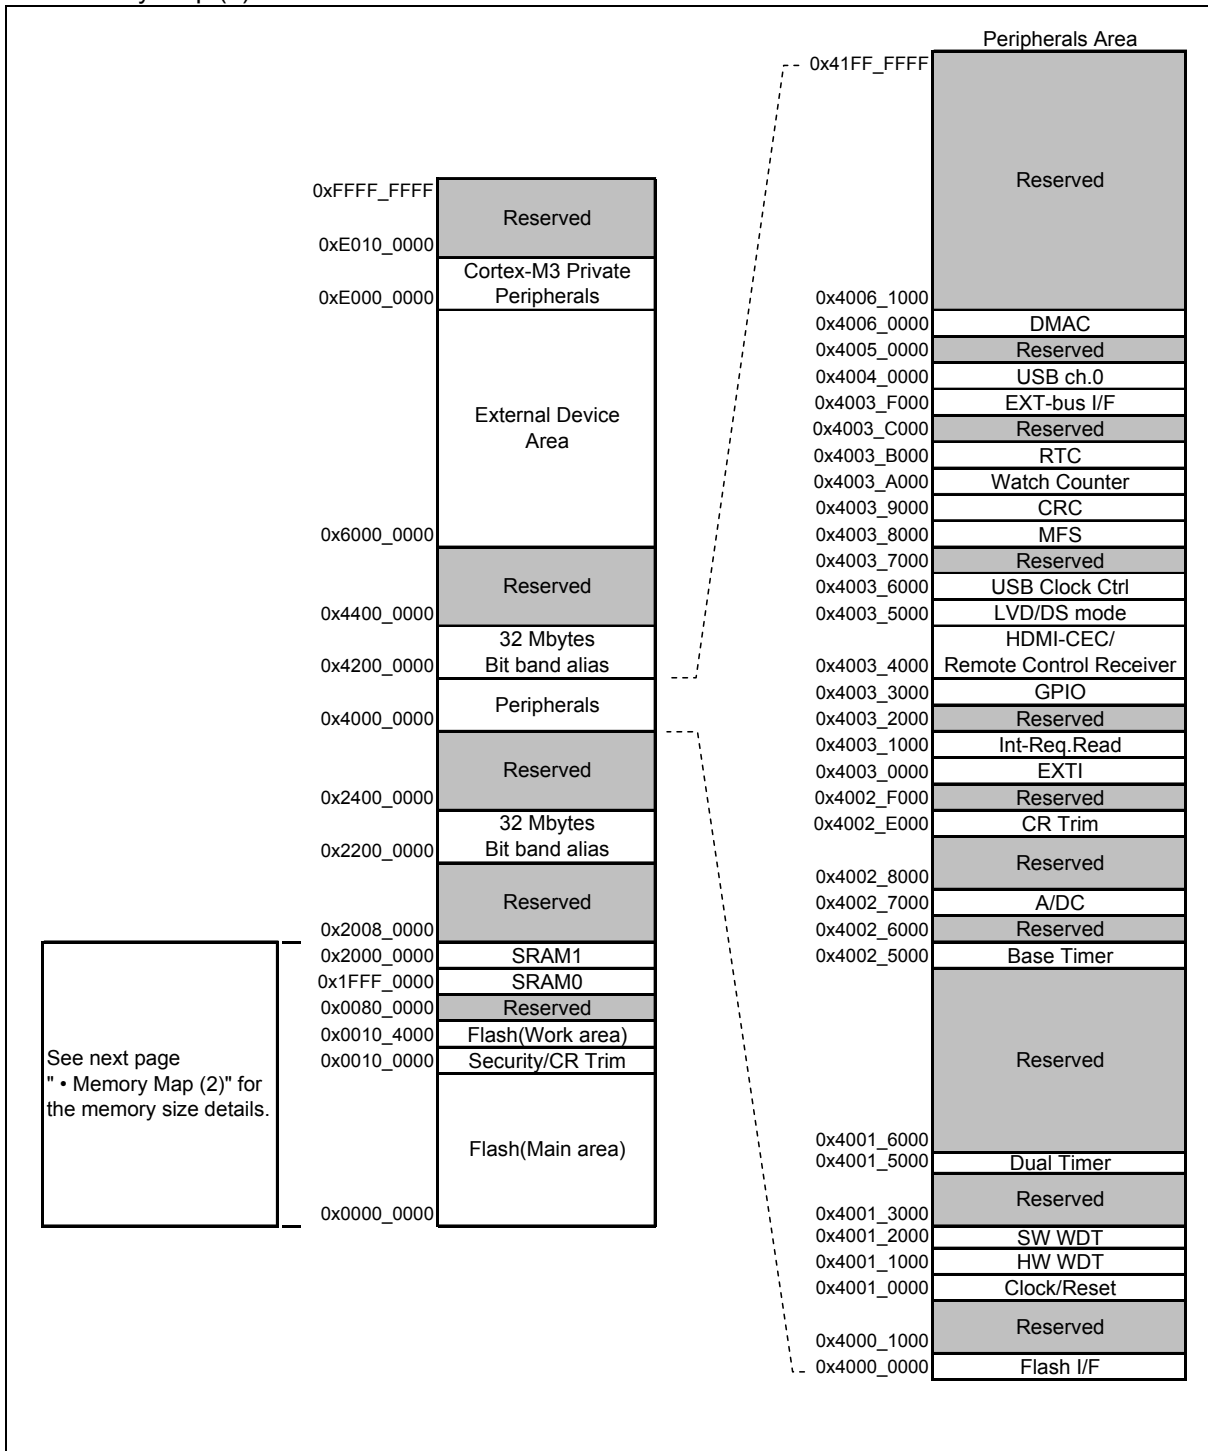 Peripherals Area
0x41FF_FFFF
Reserved
0x4006_1000
0x4006_0000 DMAC
0x4005_0000 Reserved
0x4004_0000 USB ch.0
0x4003_F000 EXT-bus I/F
0x4003_C000 Reserved
0x4003_B000 RTC
0x4003_A000 Watch Counter
0x4003_9000 CRC
0x4003_8000 MFS
0x4003_7000 Reserved
0x4003_6000 USB Clock Ctrl
0x4003_5000 LVD/DS mode
HDMI-CEC/
0x4003_4000 Remote Control Receiver
0x4003_3000 GPIO
0x4003_2000 Reserved
0x4003_1000 Int-Req.Read
0x4003_0000 EXTI
0x4002_F000 Reserved
0x4002_E000 CR Trim
Reserved
0x4002_8000
0x4002_7000 A/DC
0x4002_6000 Reserved
0x4002_5000 Base Timer
Reserved
0x4001_6000
0x4001_5000 Dual Timer
Reserved
0x4001_3000
0x4001_2000 SW WDT
0x4001_1000 HW WDT
0x4001_0000 Clock/Reset
Reserved
0x4000_1000
0x4000_0000 Flash I/F
0xFFFF_FFFF
Reserved
0xE010_0000
Cortex-M3 Private
0xE000_0000 Peripherals
External Device
Area
0x6000_0000
Reserved
0x4400_0000
32 Mbytes
0x4200_0000 Bit band alias
Peripherals
0x4000_0000
Reserved
0x2400_0000
32 Mbytes
0x2200_0000 Bit band alias
Reserved
0x2008_0000
0x2000_0000 SRAM1
0x1FFF_0000 SRAM0
0x0080_0000 Reserved
0x0010_4000 Flash(Work area)
0x0010_0000 Security/CR Trim
Flash(Main area)
0x0000_0000
See next page
" • Memory Map (2)" for
the memory size details.